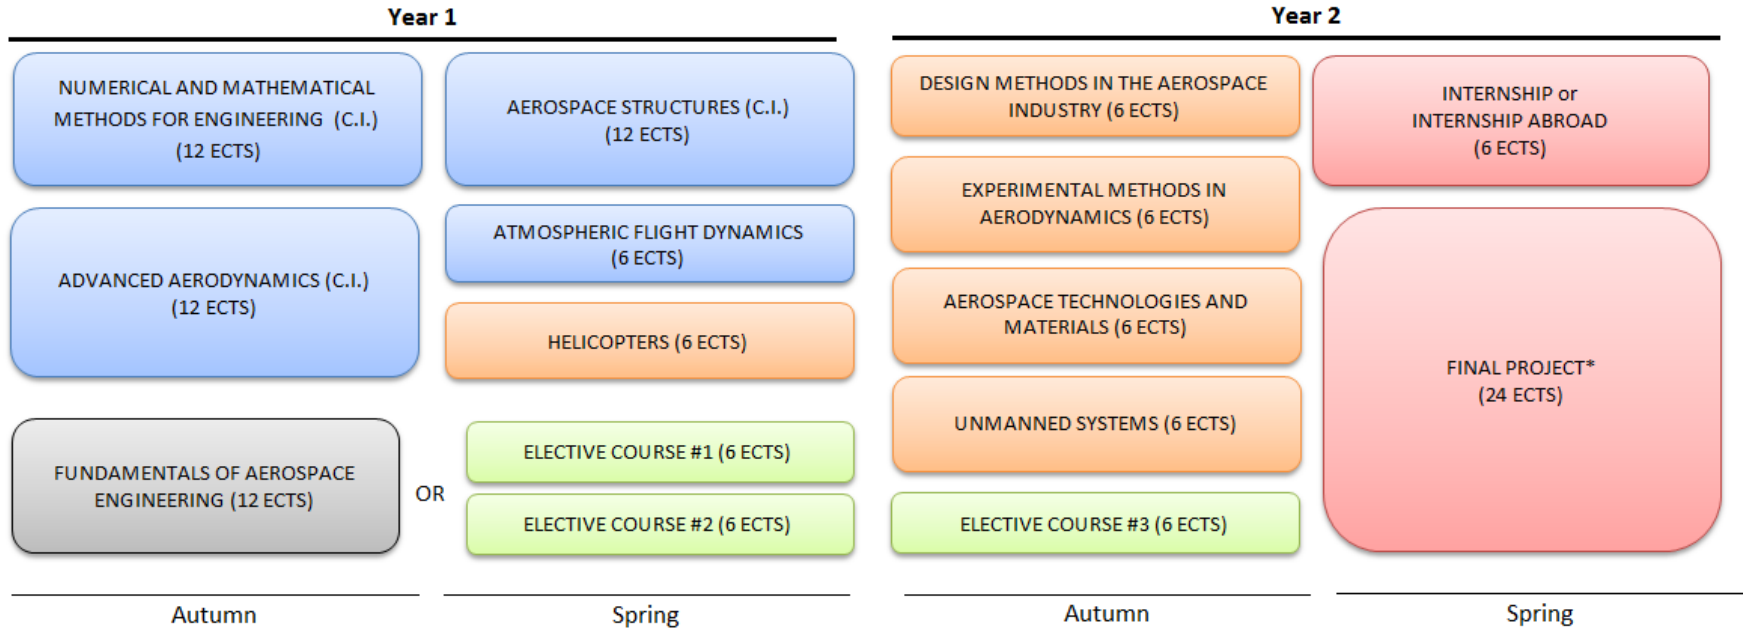 Year 1
NUMERICAL AND MATHEMATICAL
METHODS FOR ENGINEERING (C.I.)
(12 ECTS)
ADVANCED AERODYNAMICS (C.I.)
(12 ECTS)
FUNDAMENTALS OF AEROSPACE
ENGINEERING (12 ECTS)
OR
AEROSPACE STRUCTURES (C.I.)
(12 ECTS)
ATMOSPHERIC FLIGHT DYNAMICS
(6 ECTS)
HELICOPTERS (6 ECTS)
ELECTIVE COURSE #1 (6 ECTS)
ELECTIVE COURSE #2 (6 ECTS)
Autumn
Spring
Year 2
DESIGN METHODS IN THE AEROSPACE
INDUSTRY (6 ECTS)
EXPERIMENTAL METHODS IN
AERODYNAMICS (6 ECTS)
AEROSPACE TECHNOLOGIES AND
MATERIALS (6 ECTS)
UNMANNED SYSTEMS (6 ECTS)
ELECTIVE COURSE #3 (6 ECTS)
INTERNSHIP or
INTERNSHIP ABROAD
(6 ECTS)
FINAL PROJECT*
(24 ECTS)
Autumn
Spring